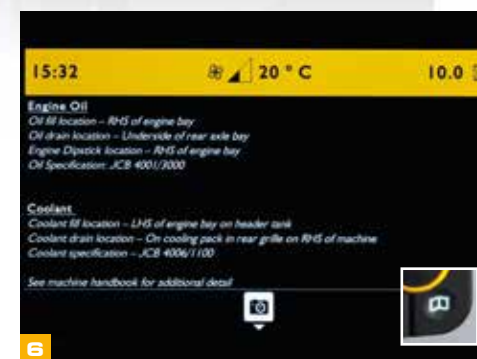 15:32 20 ° C 10.0
Engine Oil
Oil fill location – RHS of engine bay
Oil drain location – Underside of rear axle bay
Engine Dipstick location – RHS of engine bay
Oil Specification: JCB 4001/3000
Coolant
Coolant fill location – LHS of engine bay on header tank
Coolant drain location – On cooling pack in rear grille on RHS of machine
Coolant specification – JCB 4006/1100
See machine handbook for additional detail
6